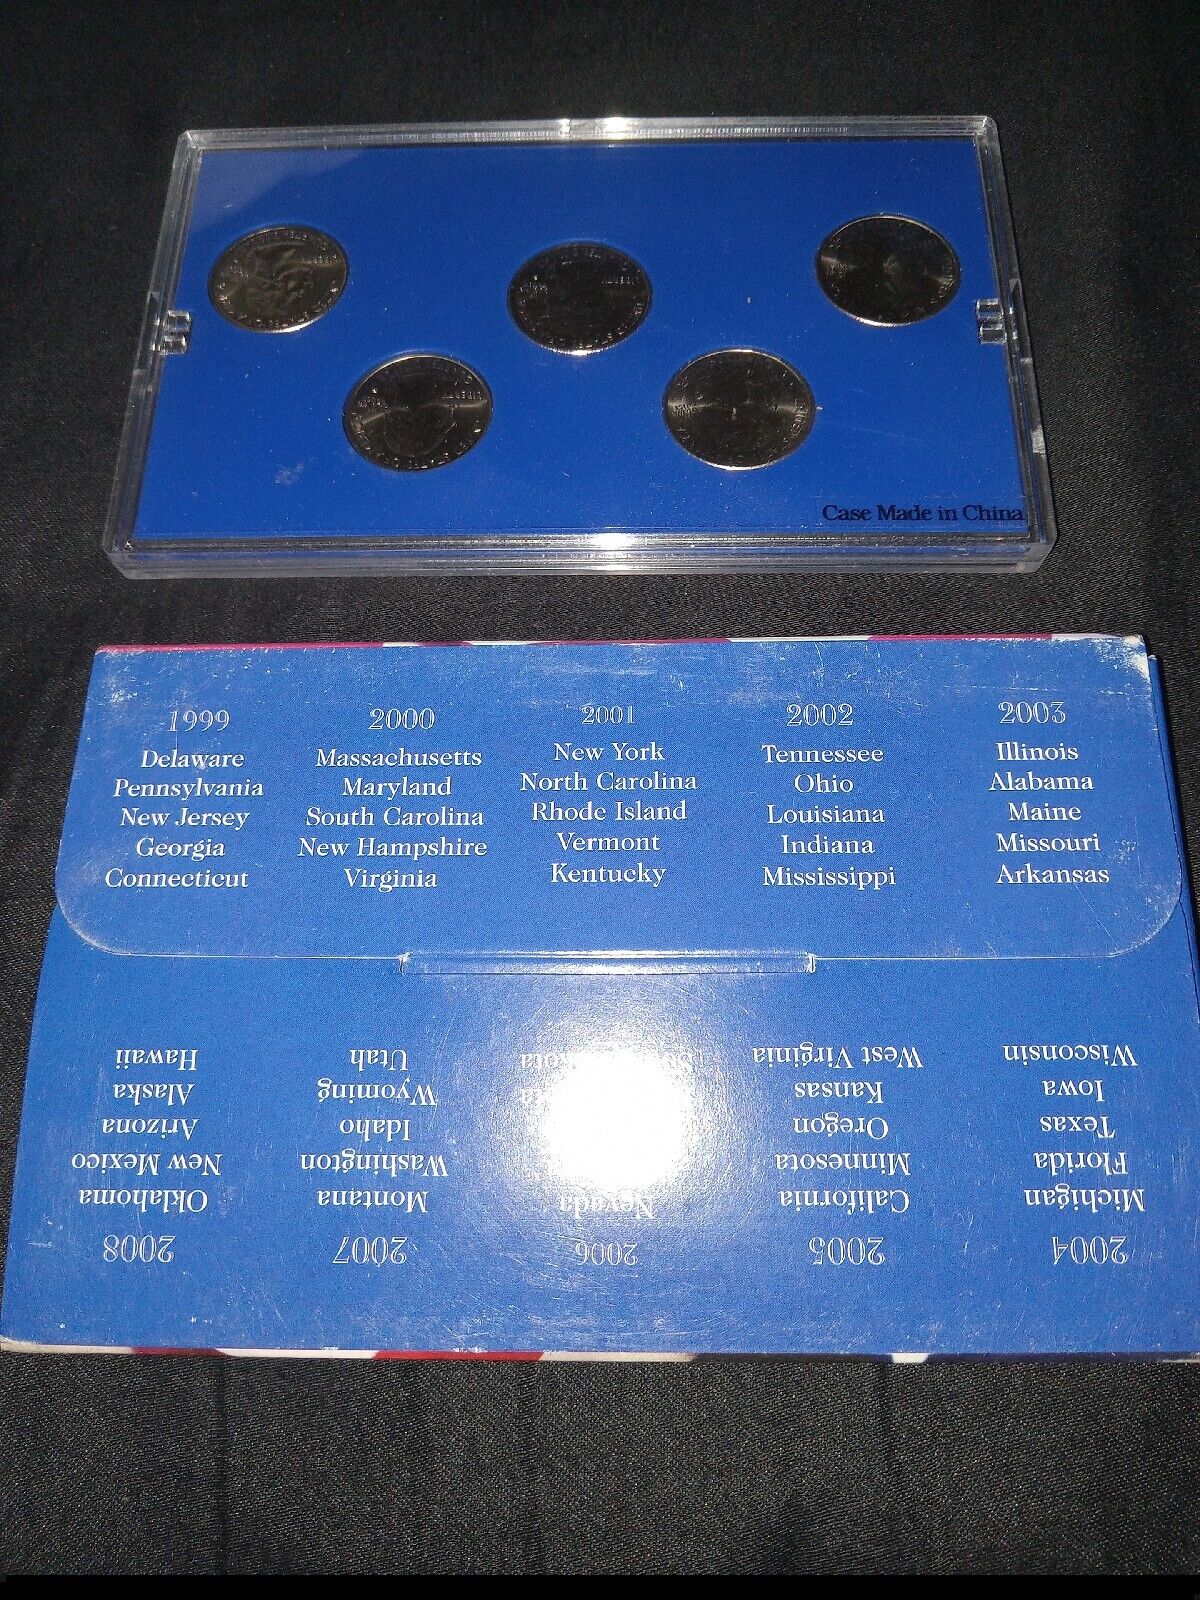 Case Made in China
1999 2000 2001 2002 2003
Delaware Massachusetts New York Tennessee Illinois
Pennsylvania Maryland North Carolina Ohio Alabama
New Jersey South Carolina Rhode Island Louisiana Maine
Georgia New Hampshire Vermont Indiana Missouri
Connecticut Virginia Kentucky Mississippi Arkansas
2004 2005 2006 2007 2008
Michigan California Nevada Montana Oklahoma
Florida Minnesota Washington New Mexico
Texas Oregon Idaho Arizona
Iowa Kansas Wyoming Alaska
Wisconsin West Virginia Utah Hawaii